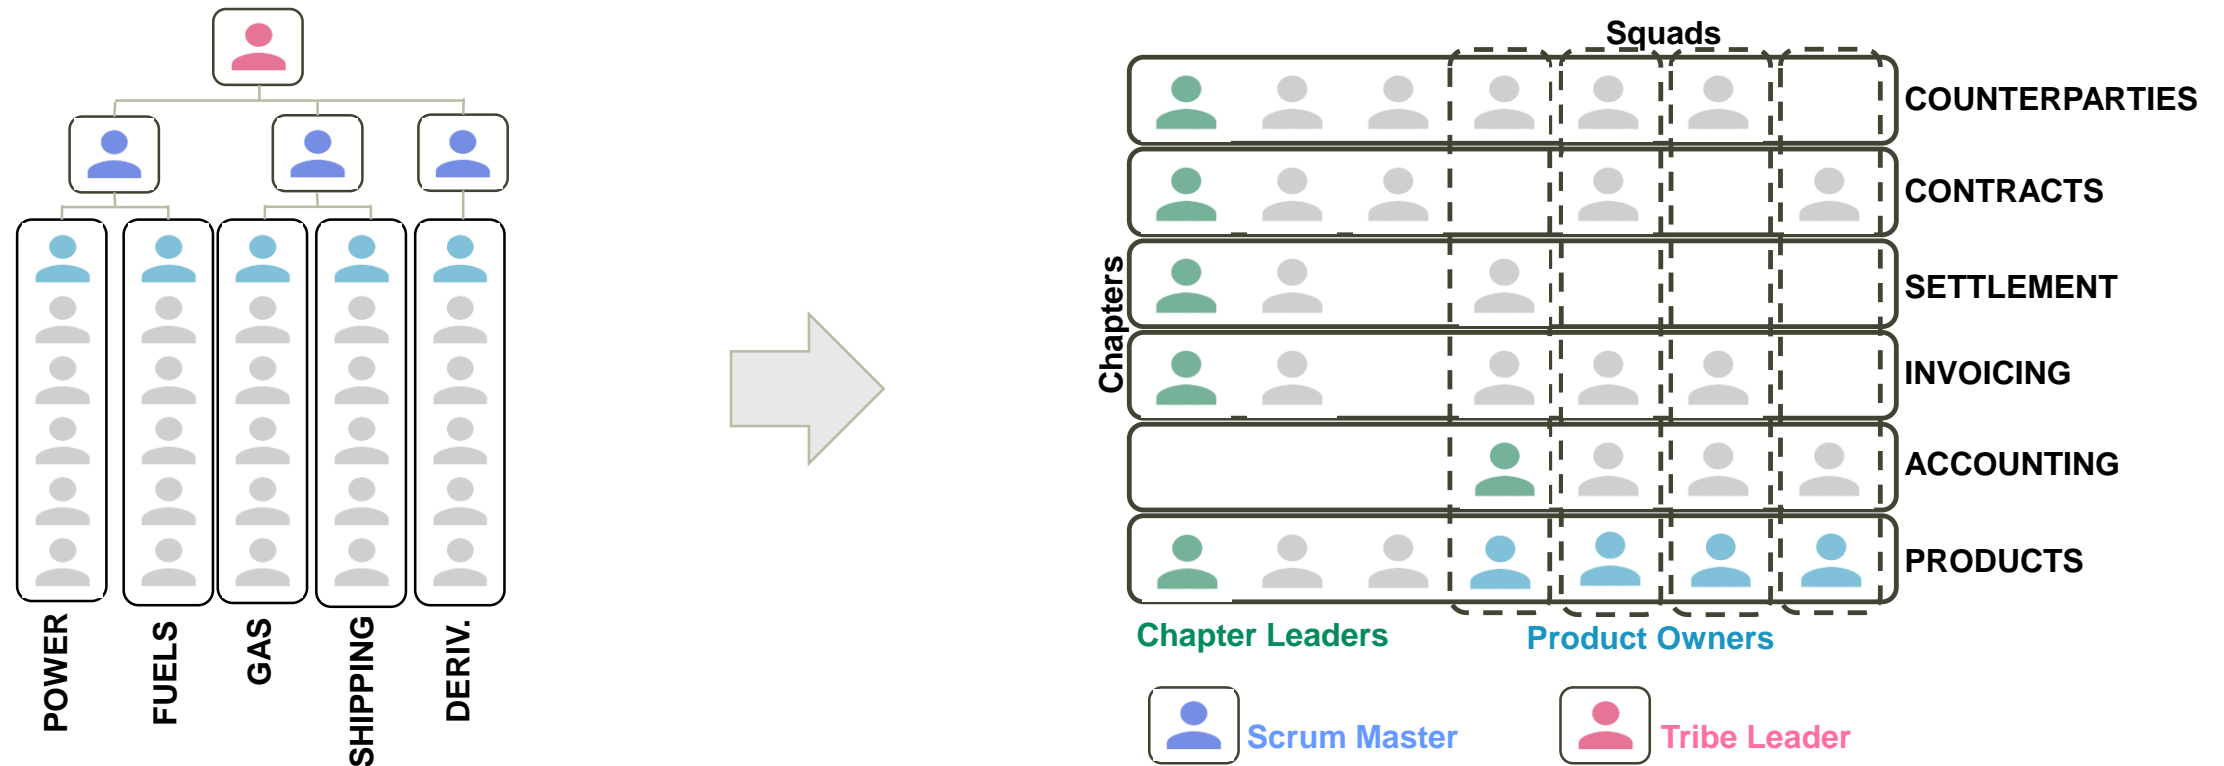 POWER
FUELS
GAS
SHIPPING
DERIV.
Squads
Chapters
COUNTERPARTIES
CONTRACTS
SETTLEMENT
INVOICING
ACCOUNTING
PRODUCTS
Chapter Leaders
Product Owners
Scrum Master
Tribe Leader